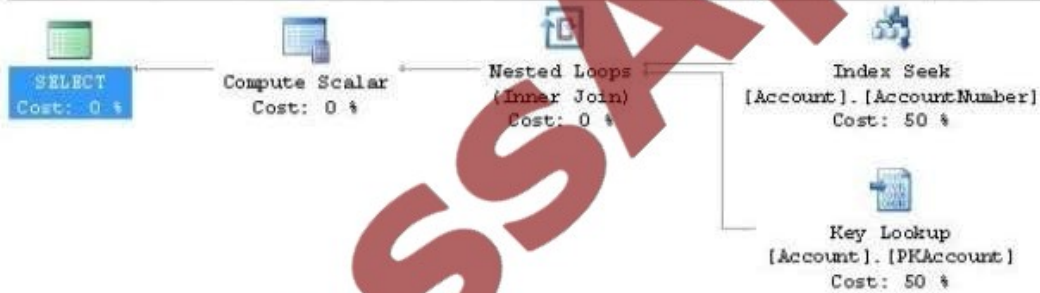 SELECT
Cost: 0 %
Compute Scalar
Cost: 0 %
Nested Loops
(Inner Join)
Cost: 0 %
Index Seek
[Account].[AccountNumber]
Cost: 50 %
Key Lookup
[Account].[PKAccount]
Cost: 50 %